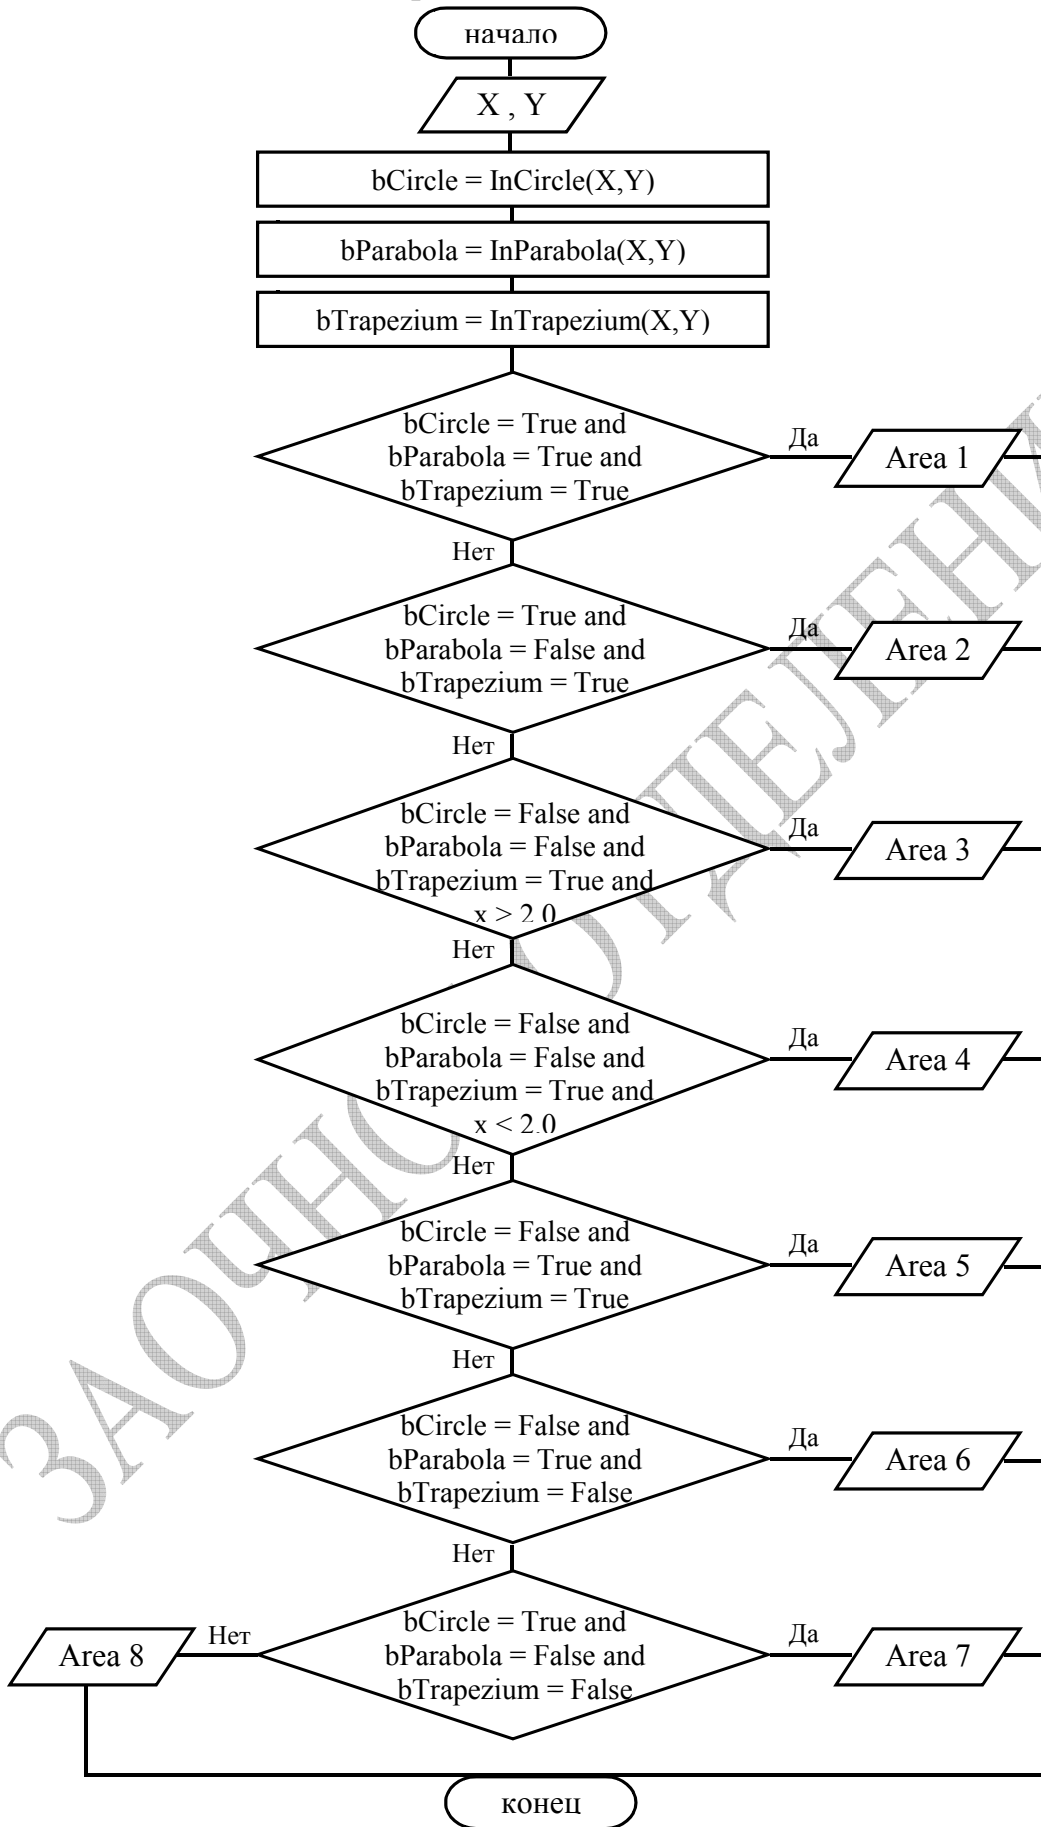 начало
X , Y
bCircle = InCircle(X,Y)
bParabola = InParabola(X,Y)
bTrapezium = InTrapezium(X,Y)
bCircle = True and
bParabola = True and
bTrapezium = True
Да
Area 1
Нет
bCircle = True and
bParabola = False and
bTrapezium = True
Да
Area 2
Нет
bCircle = False and
bParabola = False and
bTrapezium = True and
x > 2.0
Да
Area 3
Нет
bCircle = False and
bParabola = False and
bTrapezium = True and
x < 2.0
Да
Area 4
Нет
bCircle = False and
bParabola = True and
bTrapezium = True
Да
Area 5
Нет
bCircle = False and
bParabola = True and
bTrapezium = False
Да
Area 6
Нет
bCircle = True and
bParabola = False and
bTrapezium = False
Да
Area 7
Нет
Area 8
конец